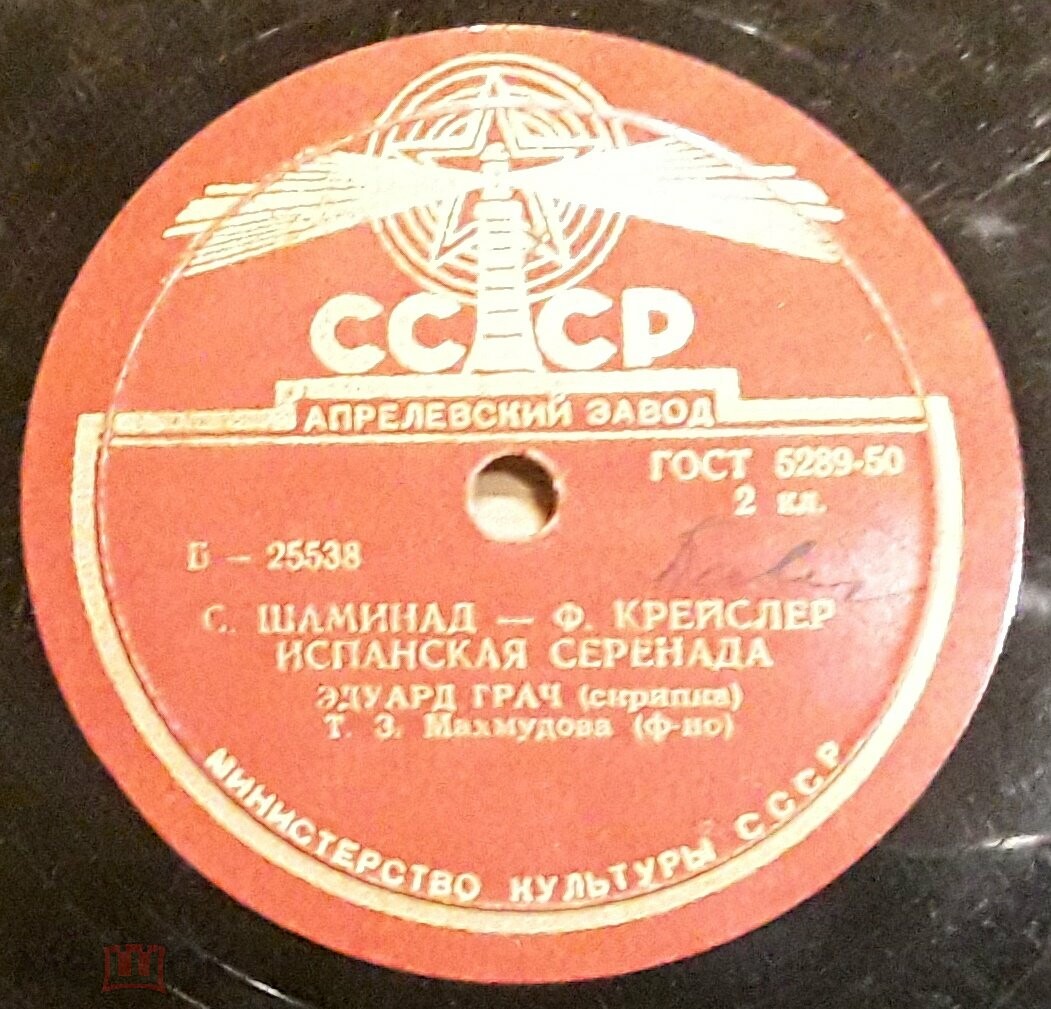 СССР
АПРЕЛЕВСКИЙ ЗАВОД
ГОСТ 5289-50
2 кл.
Б — 25538
С. ШАМИНАД — Ф. КРЕЙСЛЕР
ИСПАНСКАЯ СЕРЕНАДА
ЭДУАРД ГРАЧ (скрипка)
Т. З. Махмудова (ф-но)
МИНИСТЕРСТВО КУЛЬТУРЫ СССР